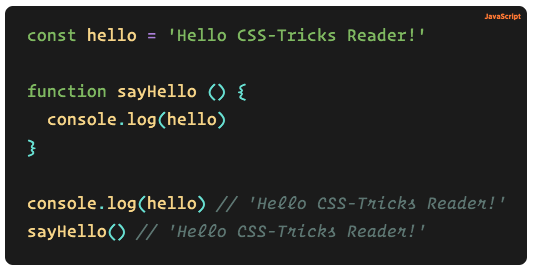 JavaScript
const hello = 'Hello CSS-Tricks Reader!'
function sayHello () {
  console.log(hello)
}
console.log(hello) // 'Hello CSS-Tricks Reader!'
sayHello() // 'Hello CSS-Tricks Reader!'